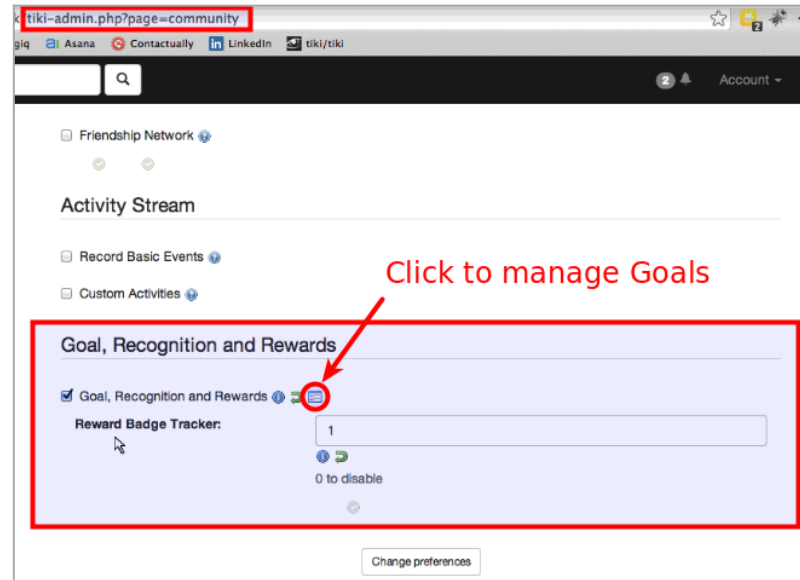 tiki-admin.php?page=community
giq Asana Contactually LinkedIn tiki/tiki
2 Account
Friendship Network
Activity Stream
Record Basic Events
Click to manage Goals
Custom Activities
Goal, Recognition and Rewards
Goal, Recognition and Rewards
Reward Badge Tracker: 1
0 to disable
Change preferences